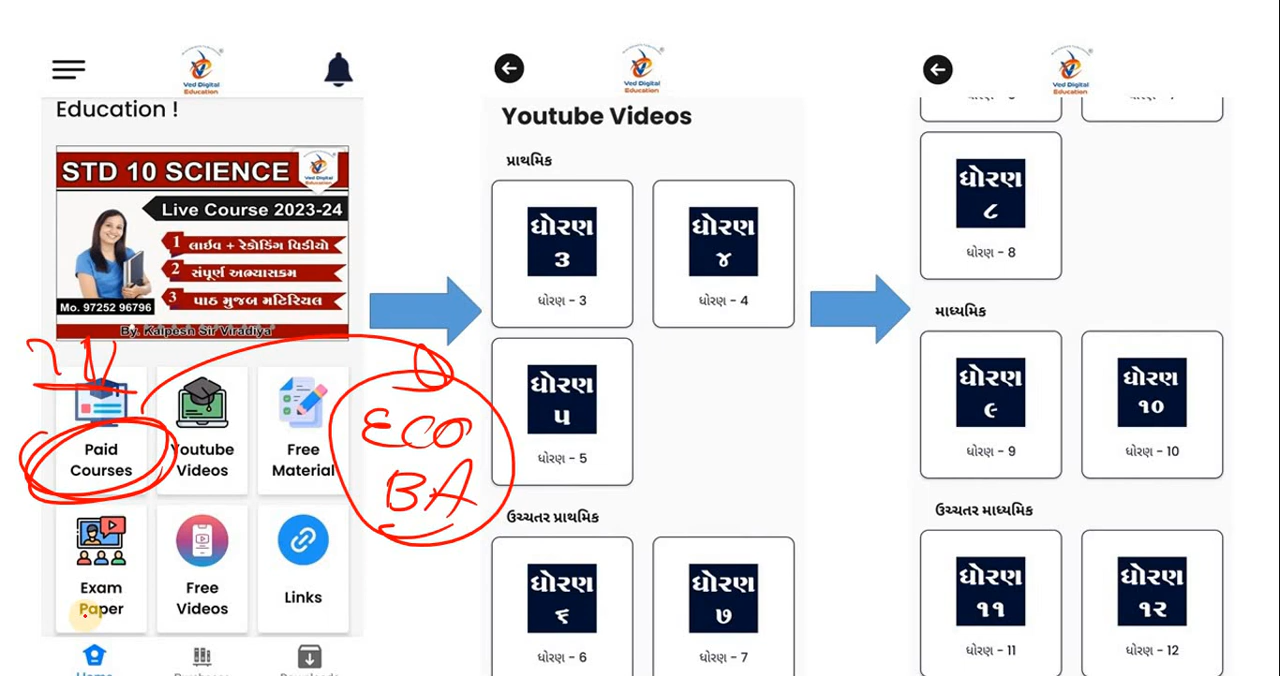 Ved Digital
Education
Education !
STD 10 SCIENCE
Ved Digital
Education
Live Course 2023-24
1 લાઈવ + રેકોર્ડિંગ વિડીયો
2 સંપૂર્ણ અભ્યાસક્રમ
3 પાઠ મુજબ મટિરિયલ
Mo. 97252 96796
By. Kalpesh Sir Viradiya
Paid
Courses
Youtube
Videos
Free
Material
ECO
BA
Exam
Paper
Free
Videos
Links
Home
Ved Digital
Education
Youtube Videos
પ્રાથમિક
ધોરણ
૩
ધોરણ - 3
ધોરણ
૪
ધોરણ - 4
ધોરણ
૫
ધોરણ - 5
ઉચ્ચતર પ્રાથમિક
ધોરણ
૬
ધોરણ - 6
ધોરણ
૭
ધોરણ - 7
Ved Digital
Education
ધોરણ
૮
ધોરણ - 8
માધ્યમિક
ધોરણ
૯
ધોરણ - 9
ધોરણ
૧૦
ધોરણ - 10
ઉચ્ચતર માધ્યમિક
ધોરણ
૧૧
ધોરણ - 11
ધોરણ
૧૨
ધોરણ - 12